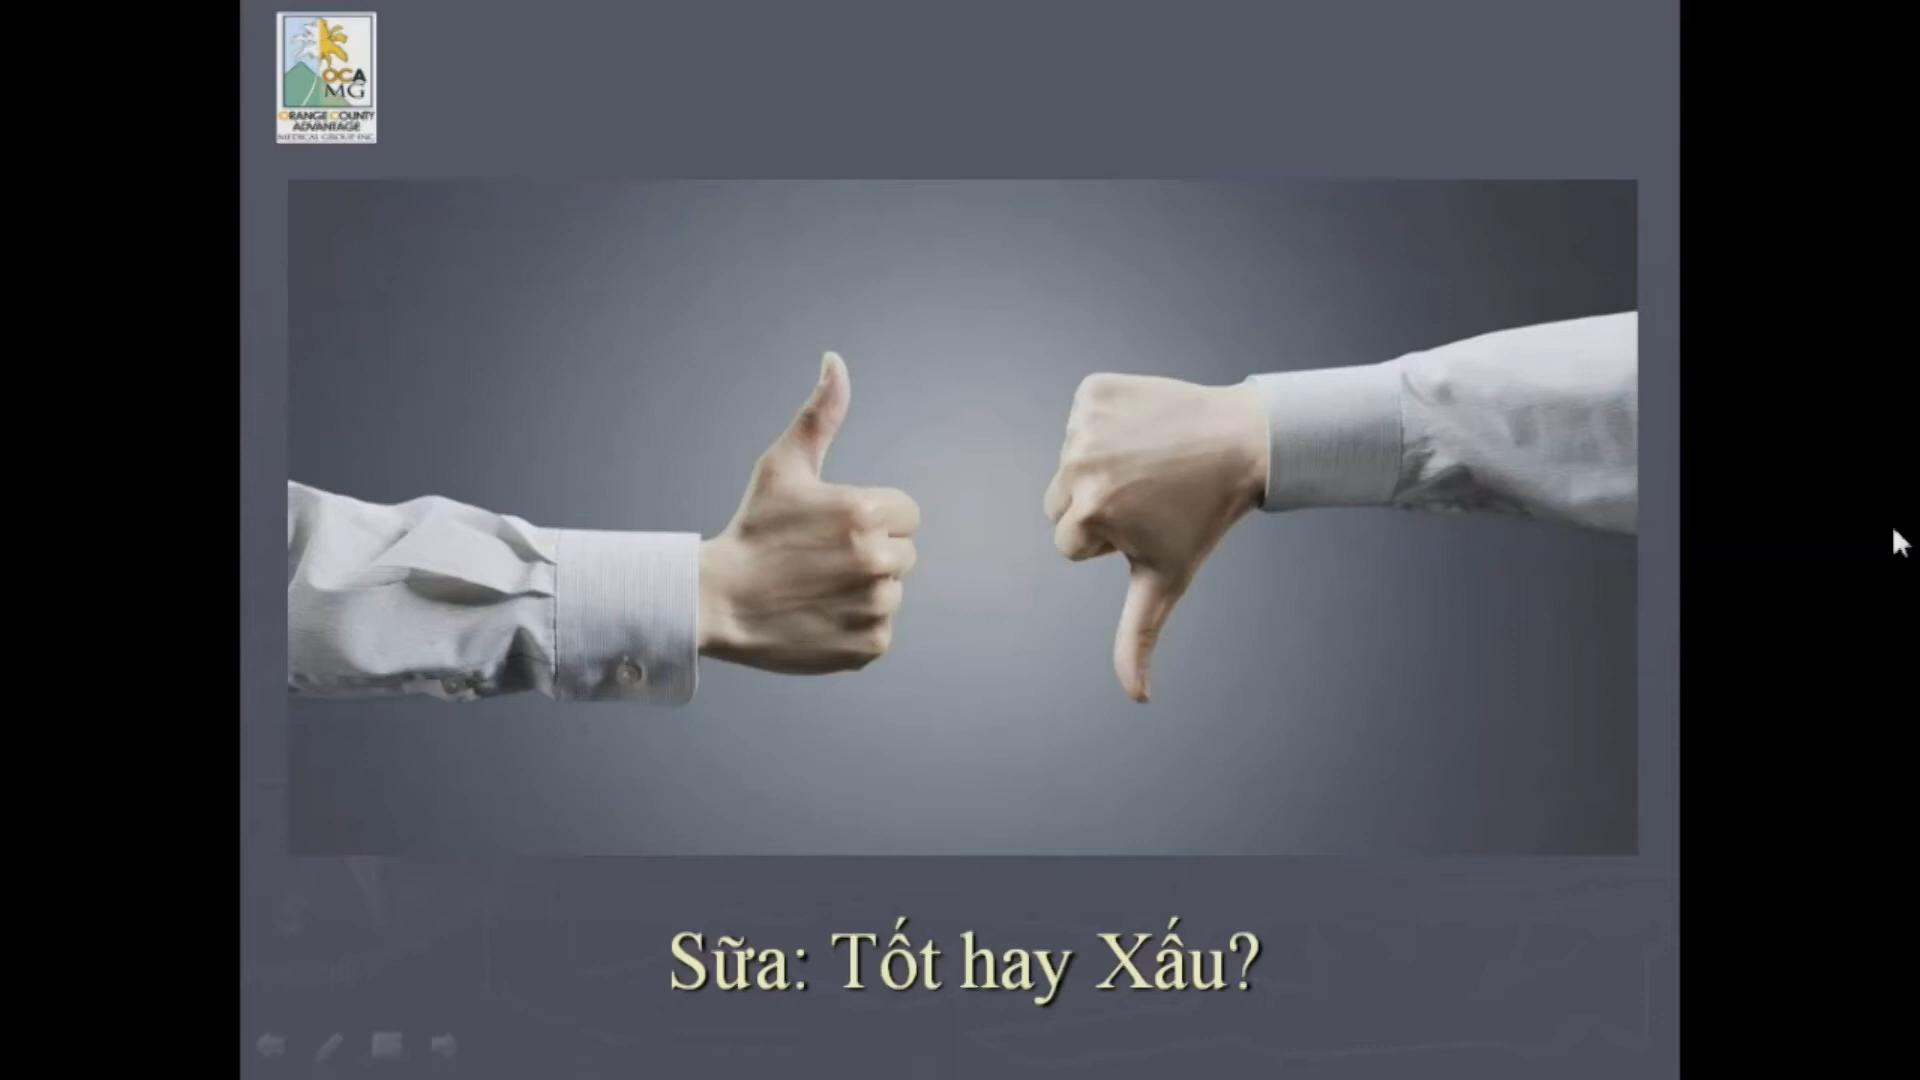 OCA
MG
ORANGE COUNTY
ADVANTAGE
MEDICAL GROUP INC.
Sữa: Tốt hay Xấu?